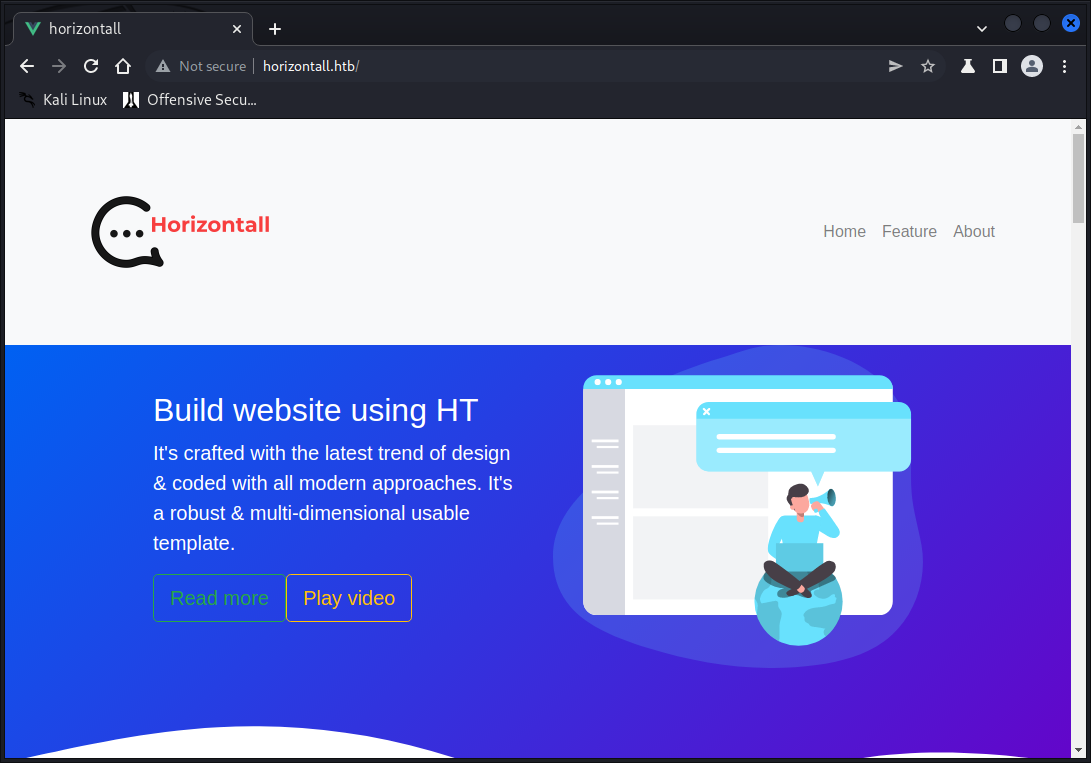 horizontall
Not secure
horizontall.htb/
Kali Linux
Offensive Secu...
Horizontall
Home Feature About
Build website using HT
It's crafted with the latest trend of design
& coded with all modern approaches. It's
a robust & multi-dimensional usable
template.
Read more
Play video